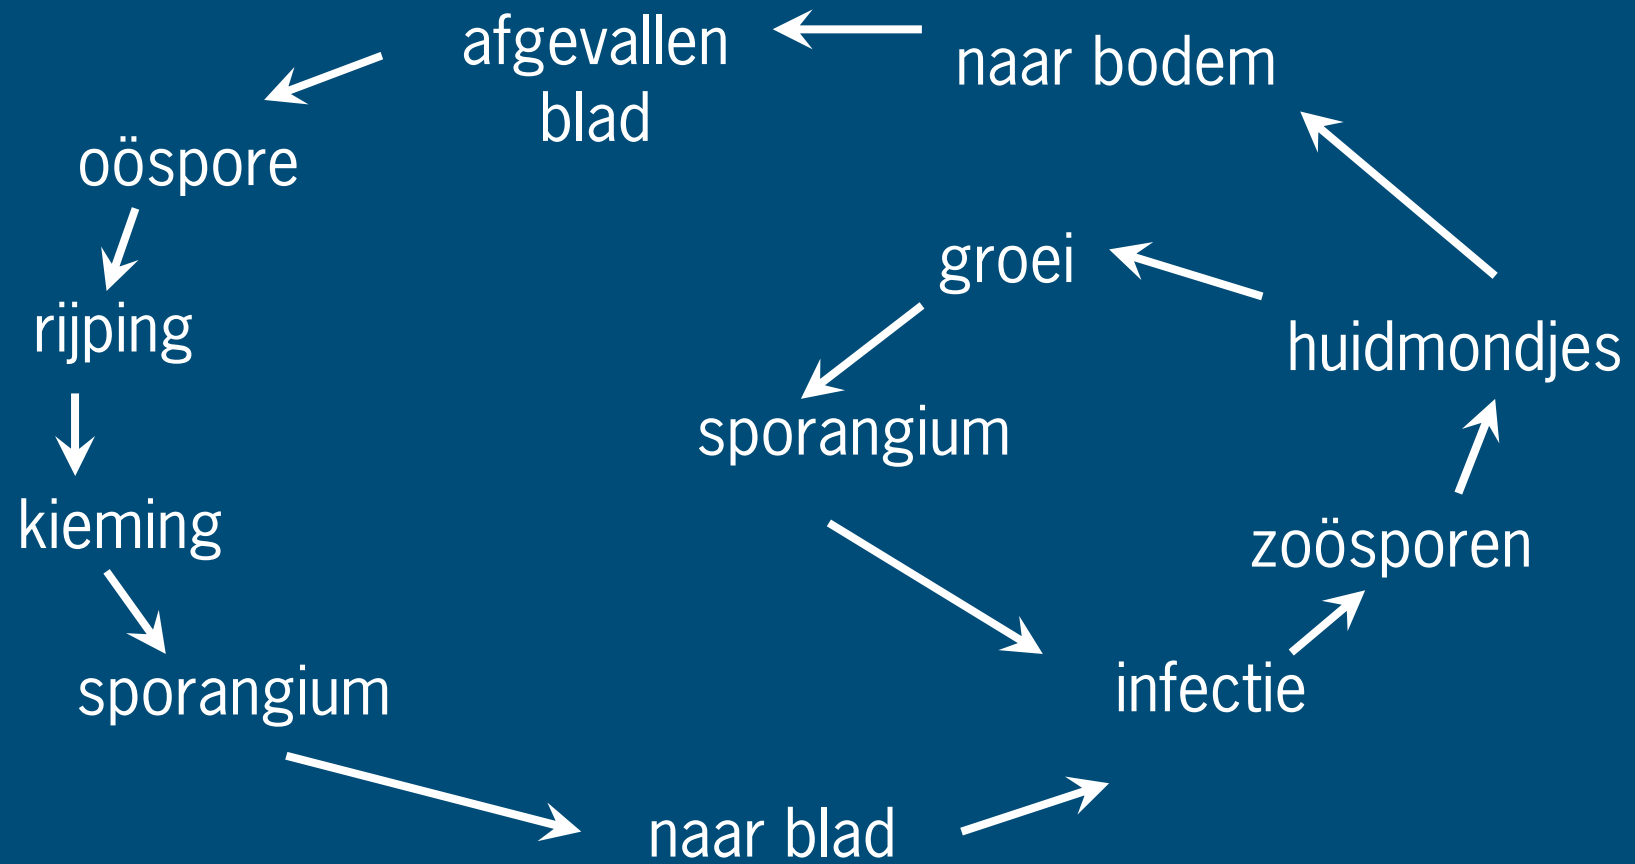 afgevallen
blad
naar bodem
oöspore
groei
rijping
huidmondjes
sporangium
kieming
zoösporen
sporangium
infectie
naar blad